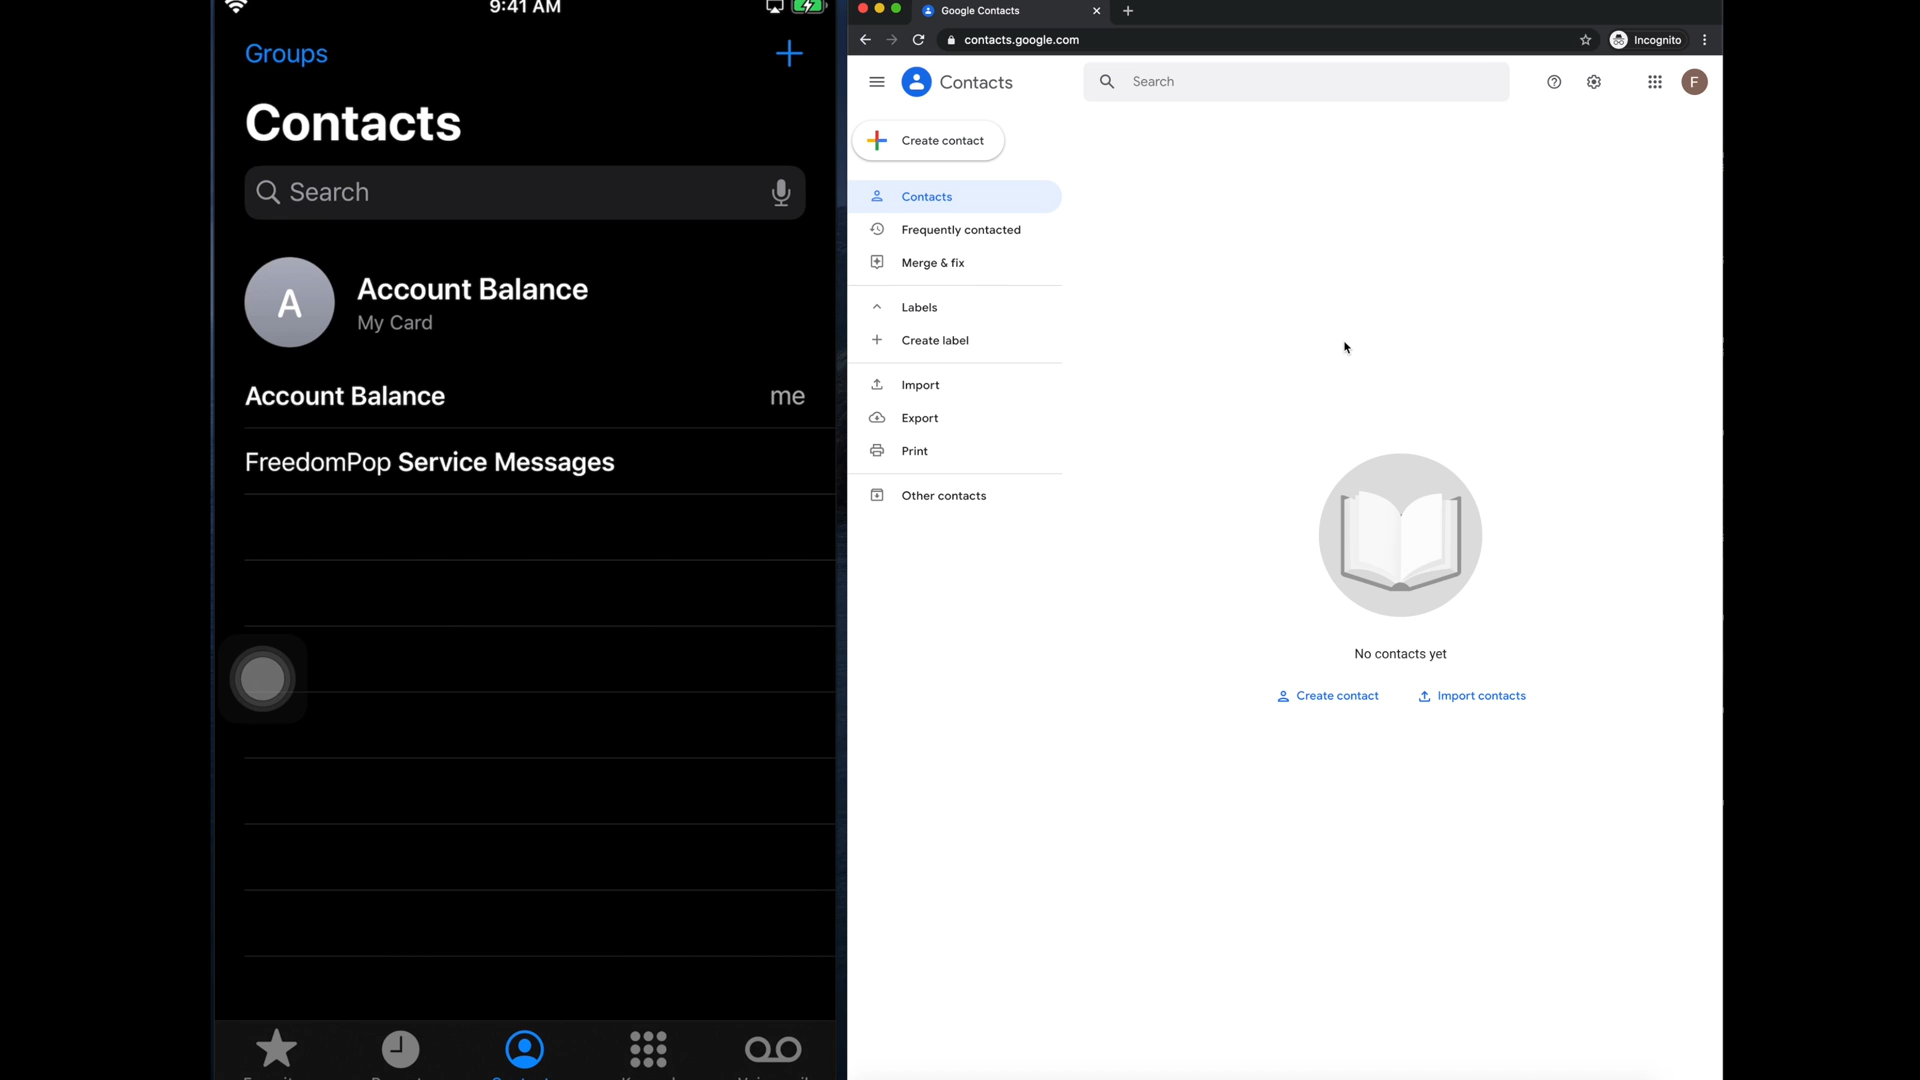 9:41 AM
Groups
Contacts
Search
A
Account Balance
My Card
Account Balance me
FreedomPop Service Messages
Google Contacts
contacts.google.com
Incognito
Contacts
Search
F
Create contact
Contacts
Frequently contacted
Merge & fix
Labels
Create label
Import
Export
Print
Other contacts
No contacts yet
Create contact
Import contacts